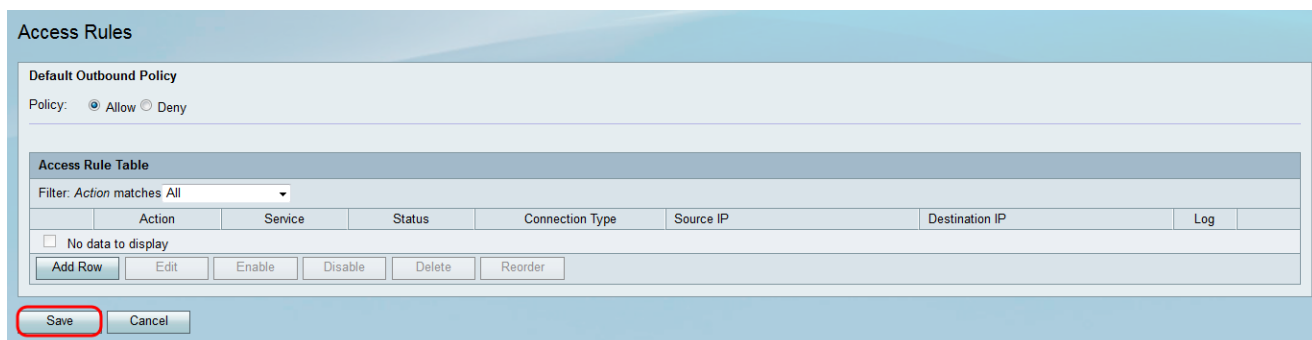 Access Rules
Default Outbound Policy
Policy: Allow Deny
Access Rule Table
Filter: Action matches All
Action Service Status Connection Type Source IP Destination IP Log
No data to display
Add Row Edit Enable Disable Delete Reorder
Save Cancel